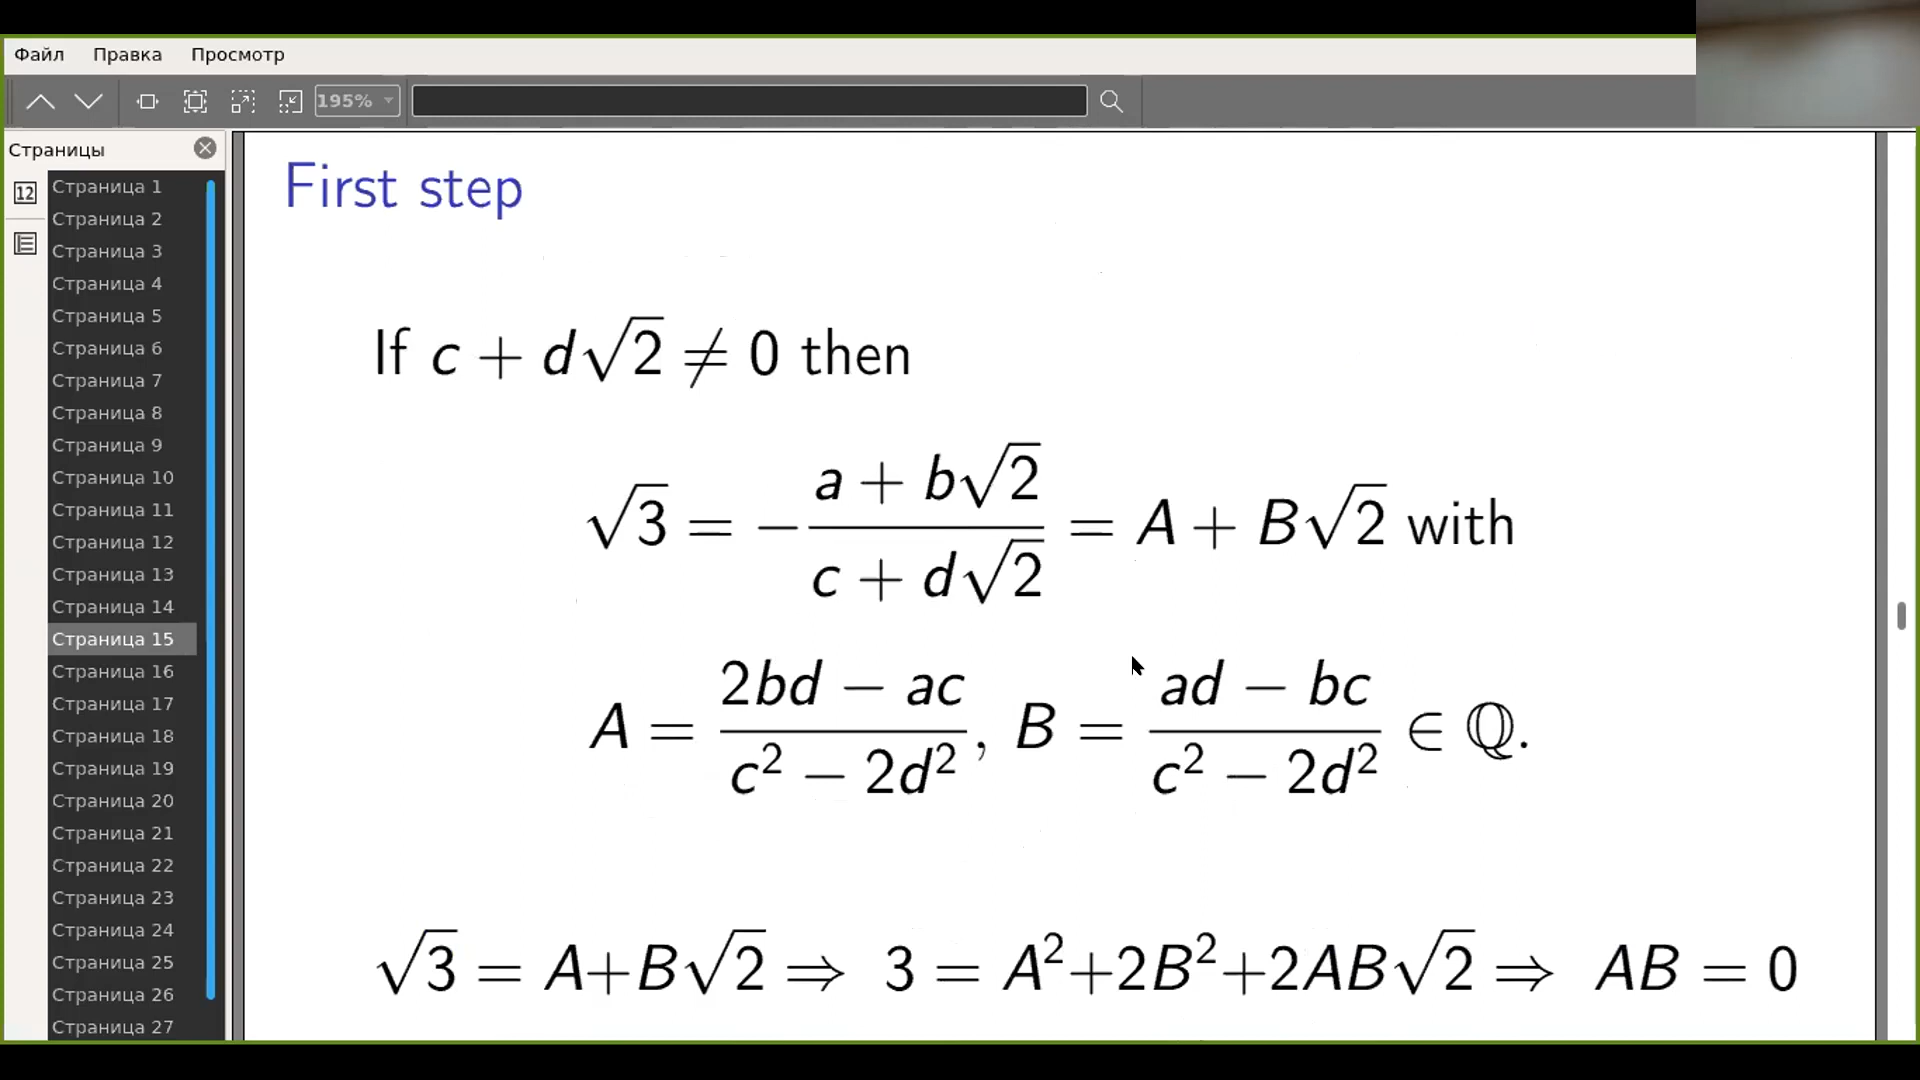 Файл Правка Просмотр
195%
Страницы
12
Страница 1
Страница 2
Страница 3
Страница 4
Страница 5
Страница 6
Страница 7
Страница 8
Страница 9
Страница 10
Страница 11
Страница 12
Страница 13
Страница 14
Страница 15
Страница 16
Страница 17
Страница 18
Страница 19
Страница 20
Страница 21
Страница 22
Страница 23
Страница 24
Страница 25
Страница 26
Страница 27
First step
If c + d√2 ≠ 0 then
√3 = −(a + b√2)/(c + d√2) = A + B√2 with
A = (2bd − ac)/(c² − 2d²), B = (ad − bc)/(c² − 2d²) ∈ ℚ.
√3 = A+B√2 ⇒ 3 = A²+2B²+2AB√2 ⇒ AB = 0